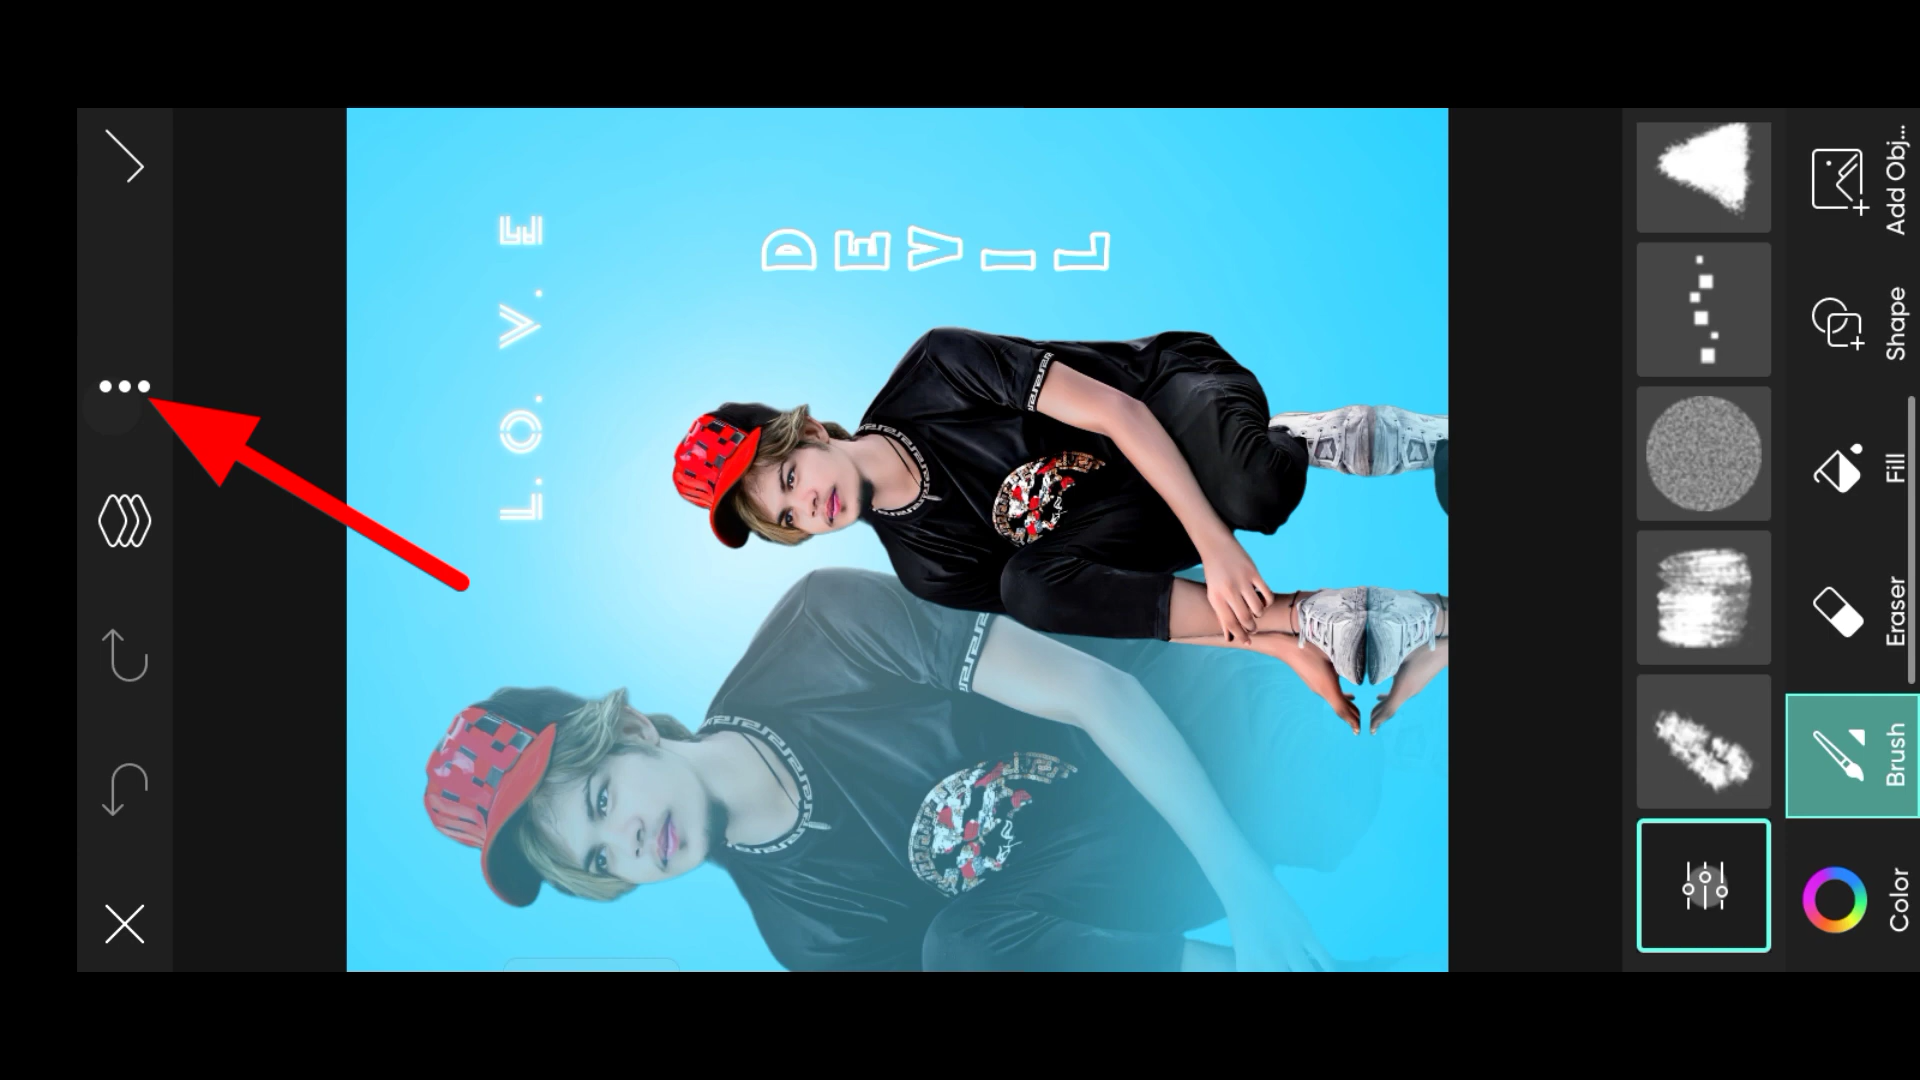 L. O. V. E
DEVIL
Color
Brush
Eraser
Fill
Shape
Add Obj...